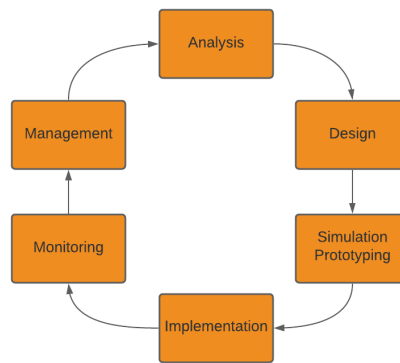 Analysis
Management
Design
Monitoring
Simulation
Prototyping
Implementation